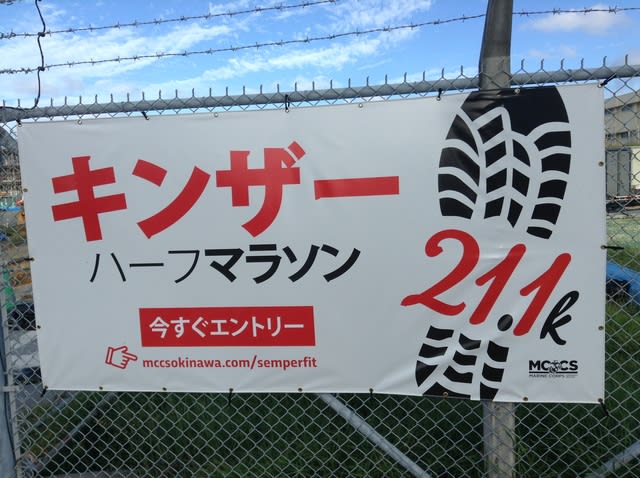 キンザー
ハーフマラソン
21.1k
今すぐエントリー
mccsokinawa.com/semperfit
MCCS
MARINE CORPS